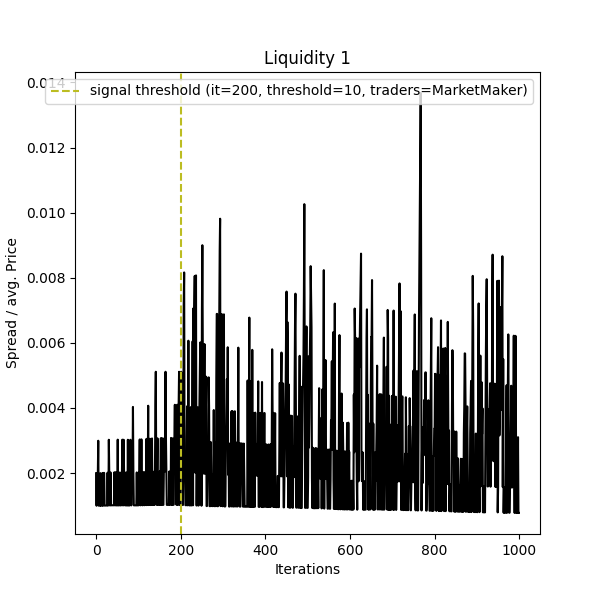 Liquidity 1
0.014
signal threshold (it=200, threshold=10, traders=MarketMaker)
0.012
0.010
0.008
0.006
0.004
0.002
Spread / avg. Price
0 200 400 600 800 1000
Iterations